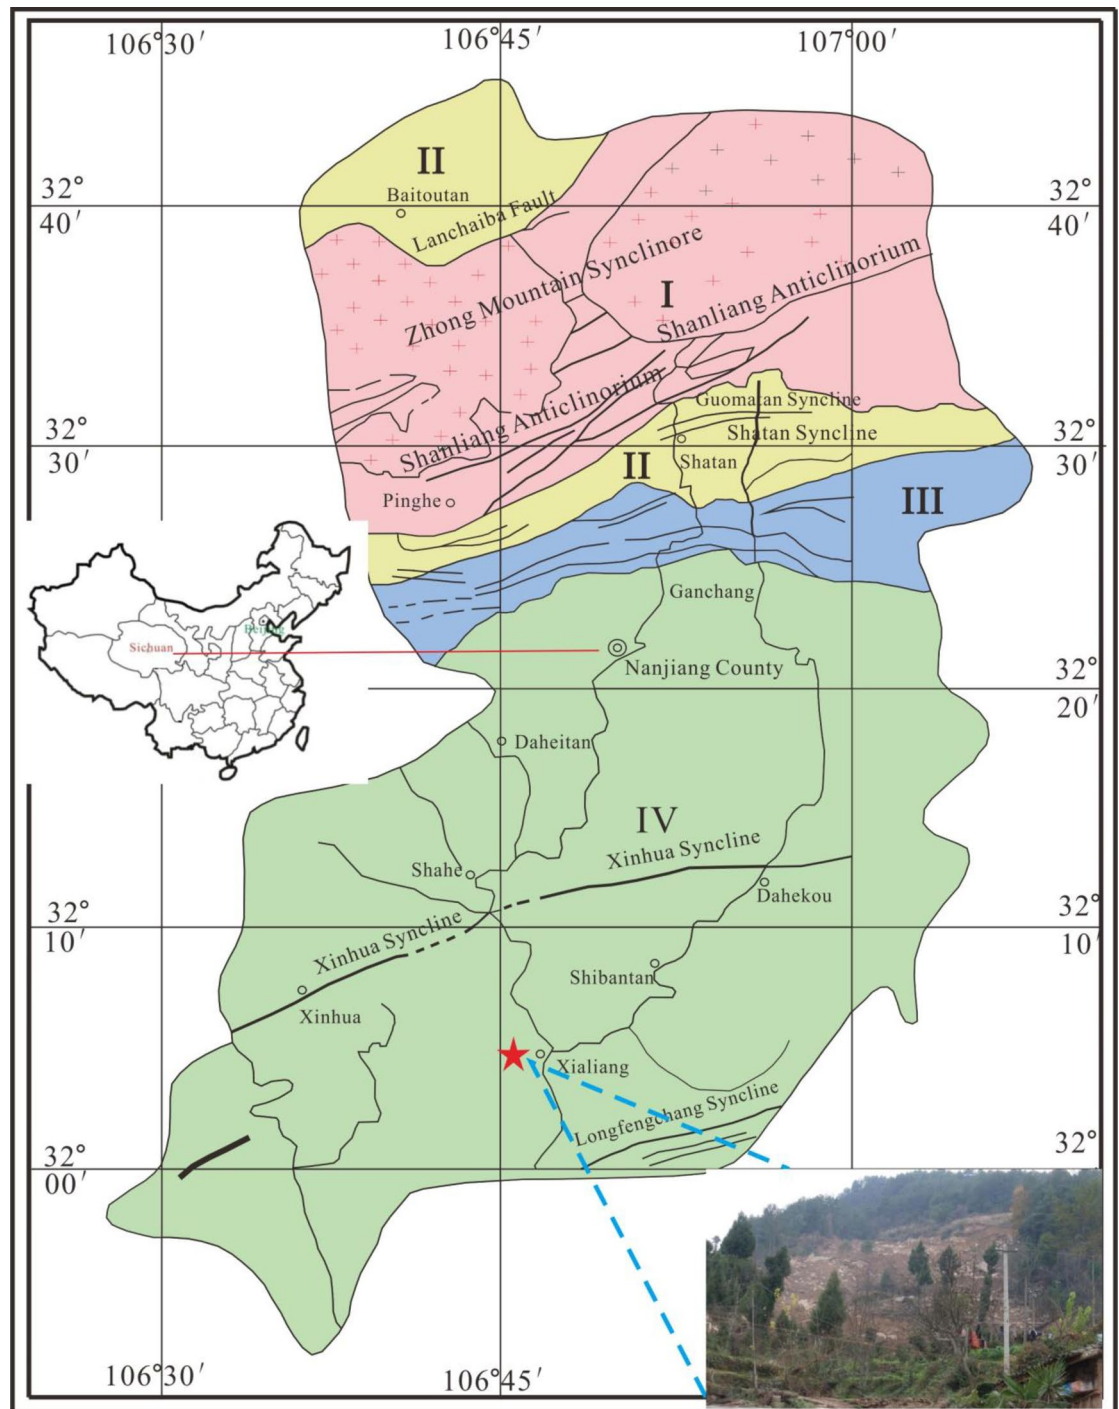 106°30′
106°45′
107°00′
II
Baitoutan
Lanchaiba Fault
32°
40′
32°
40′
Zhong Mountain Synclinore
I
Shanliang Anticlinorium
Shanliang Anticlinorium
Guomatan Syncline
Shatan Syncline
32°
30′
32°
30′
II
Shatan
Pinghe
III
Ganchang
Beijing
Sichuan
Nanjiang County
32°
20′
Daheitan
IV
Xinhua Syncline
Shahe
Dahekou
32°
10′
32°
10′
Xinhua Syncline
Shibantan
Xinhua
Xialiang
Longfengchang Syncline
32°
00′
32°
106°30′
106°45′